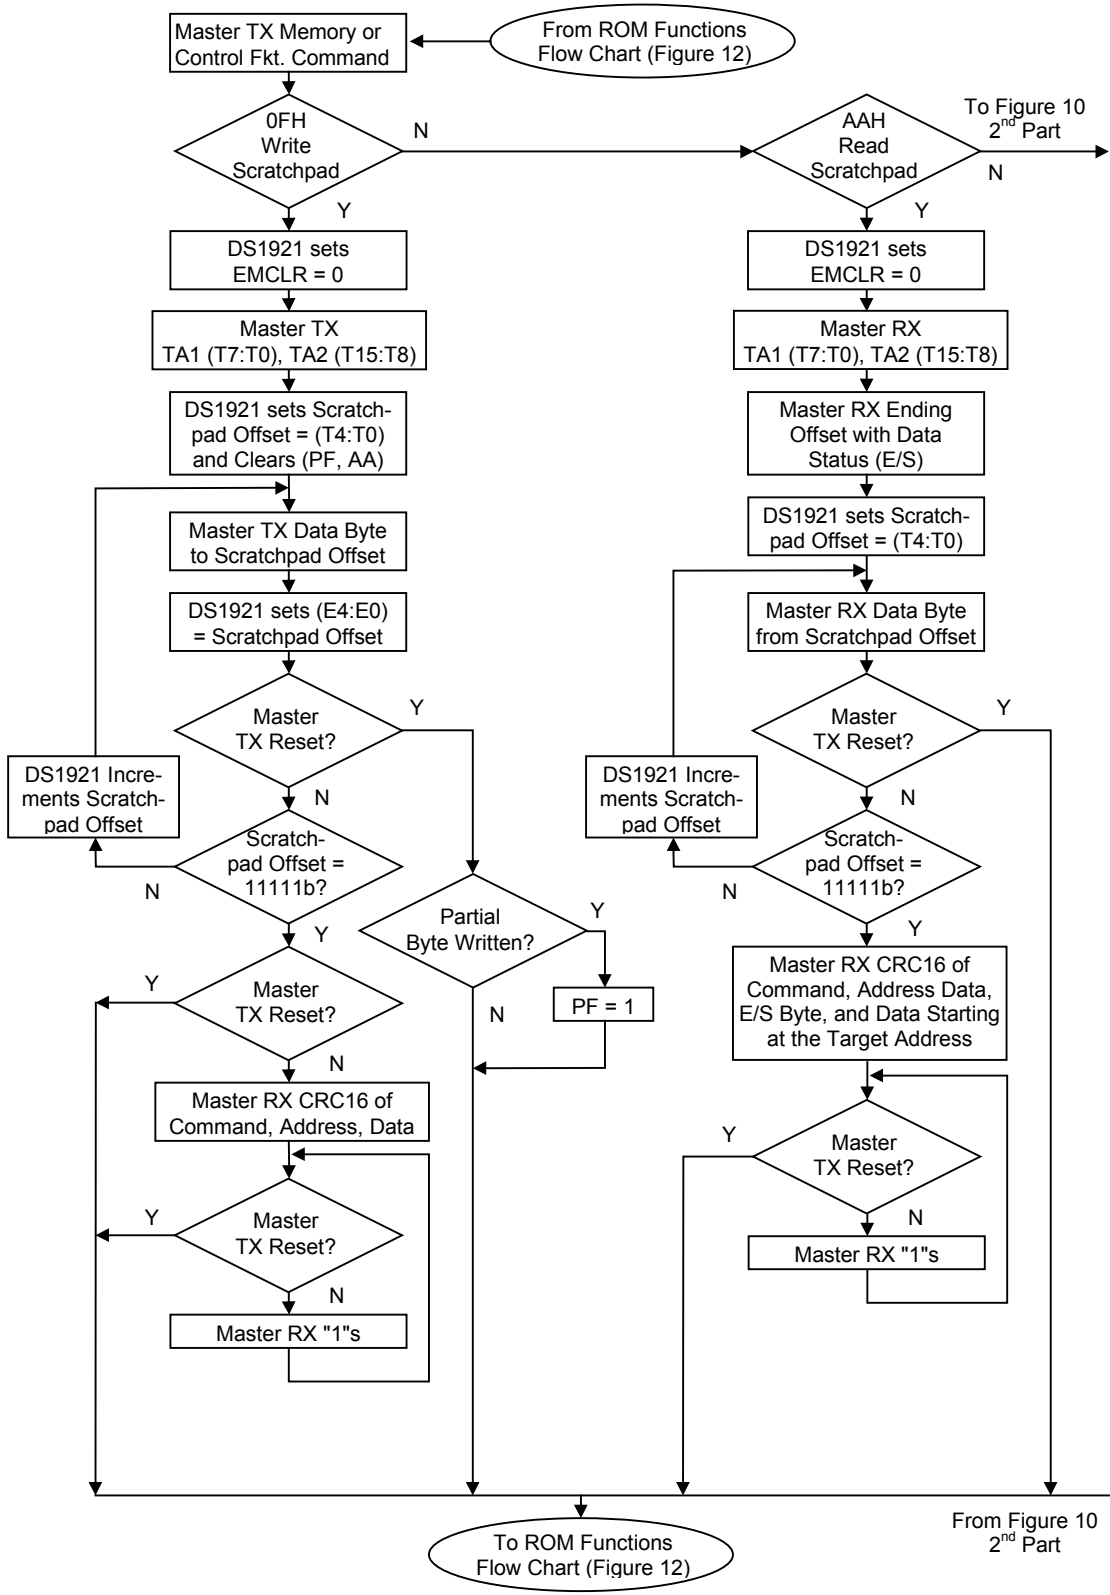 Master TX Memory or
Control Fkt. Command
From ROM Functions
Flow Chart (Figure 12)
0FH
Write
Scratchpad
N
Y
AAH
Read
Scratchpad
To Figure 10
2nd Part
N
Y
DS1921 sets
EMCLR = 0
Master TX
TA1 (T7:T0), TA2 (T15:T8)
DS1921 sets Scratch-
pad Offset = (T4:T0)
and Clears (PF, AA)
Master TX Data Byte
to Scratchpad Offset
DS1921 sets (E4:E0)
= Scratchpad Offset
Master
TX Reset?
Y
N
DS1921 Incre-
ments Scratch-
pad Offset
Scratch-
pad Offset =
11111b?
N
Y
Partial
Byte Written?
Y
N
PF = 1
Master
TX Reset?
Y
N
Master RX CRC16 of
Command, Address, Data
Master
TX Reset?
Y
N
Master RX "1"s
DS1921 sets
EMCLR = 0
Master RX
TA1 (T7:T0), TA2 (T15:T8)
Master RX Ending
Offset with Data
Status (E/S)
DS1921 sets Scratch-
pad Offset = (T4:T0)
Master RX Data Byte
from Scratchpad Offset
Master
TX Reset?
Y
N
DS1921 Incre-
ments Scratch-
pad Offset
Scratch-
pad Offset =
11111b?
N
Y
Master RX CRC16 of
Command, Address Data,
E/S Byte, and Data Starting
at the Target Address
Master
TX Reset?
Y
N
Master RX "1"s
To ROM Functions
Flow Chart (Figure 12)
From Figure 10
2nd Part